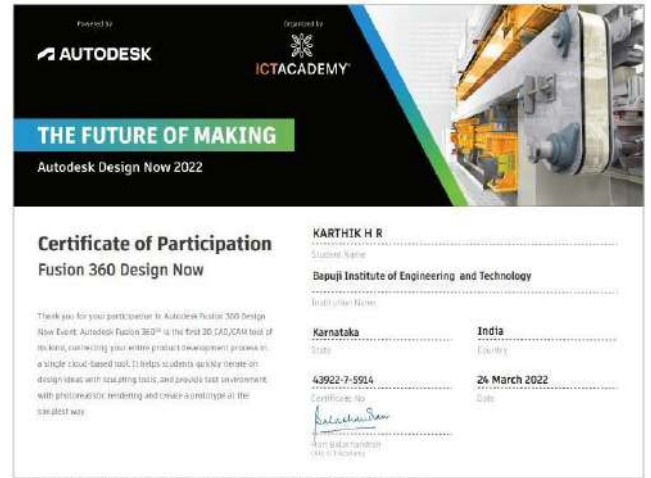 Powered by
AUTODESK
Organized by
ICTACADEMY
THE FUTURE OF MAKING
Autodesk Design Now 2022
Certificate of Participation
Fusion 360 Design Now
Thank you for your participation in Autodesk Fusion 360 Design
Now Event. Autodesk Fusion 360™ is the first 3D CAD/CAM tool of
its kind, connecting your entire product development process in
a single cloud-based tool. It helps students quickly iterate on
design ideas with sculpting tools, and provide test environment
with photorealistic rendering and create a prototype at the
simplest way.
KARTHIK H R
Student Name
Bapuji Institute of Engineering and Technology
Institution Name
Karnataka
State
India
Country
43922-7-5914
Certificate No
24 March 2022
Date
Hari Balachandran
ICT Academy